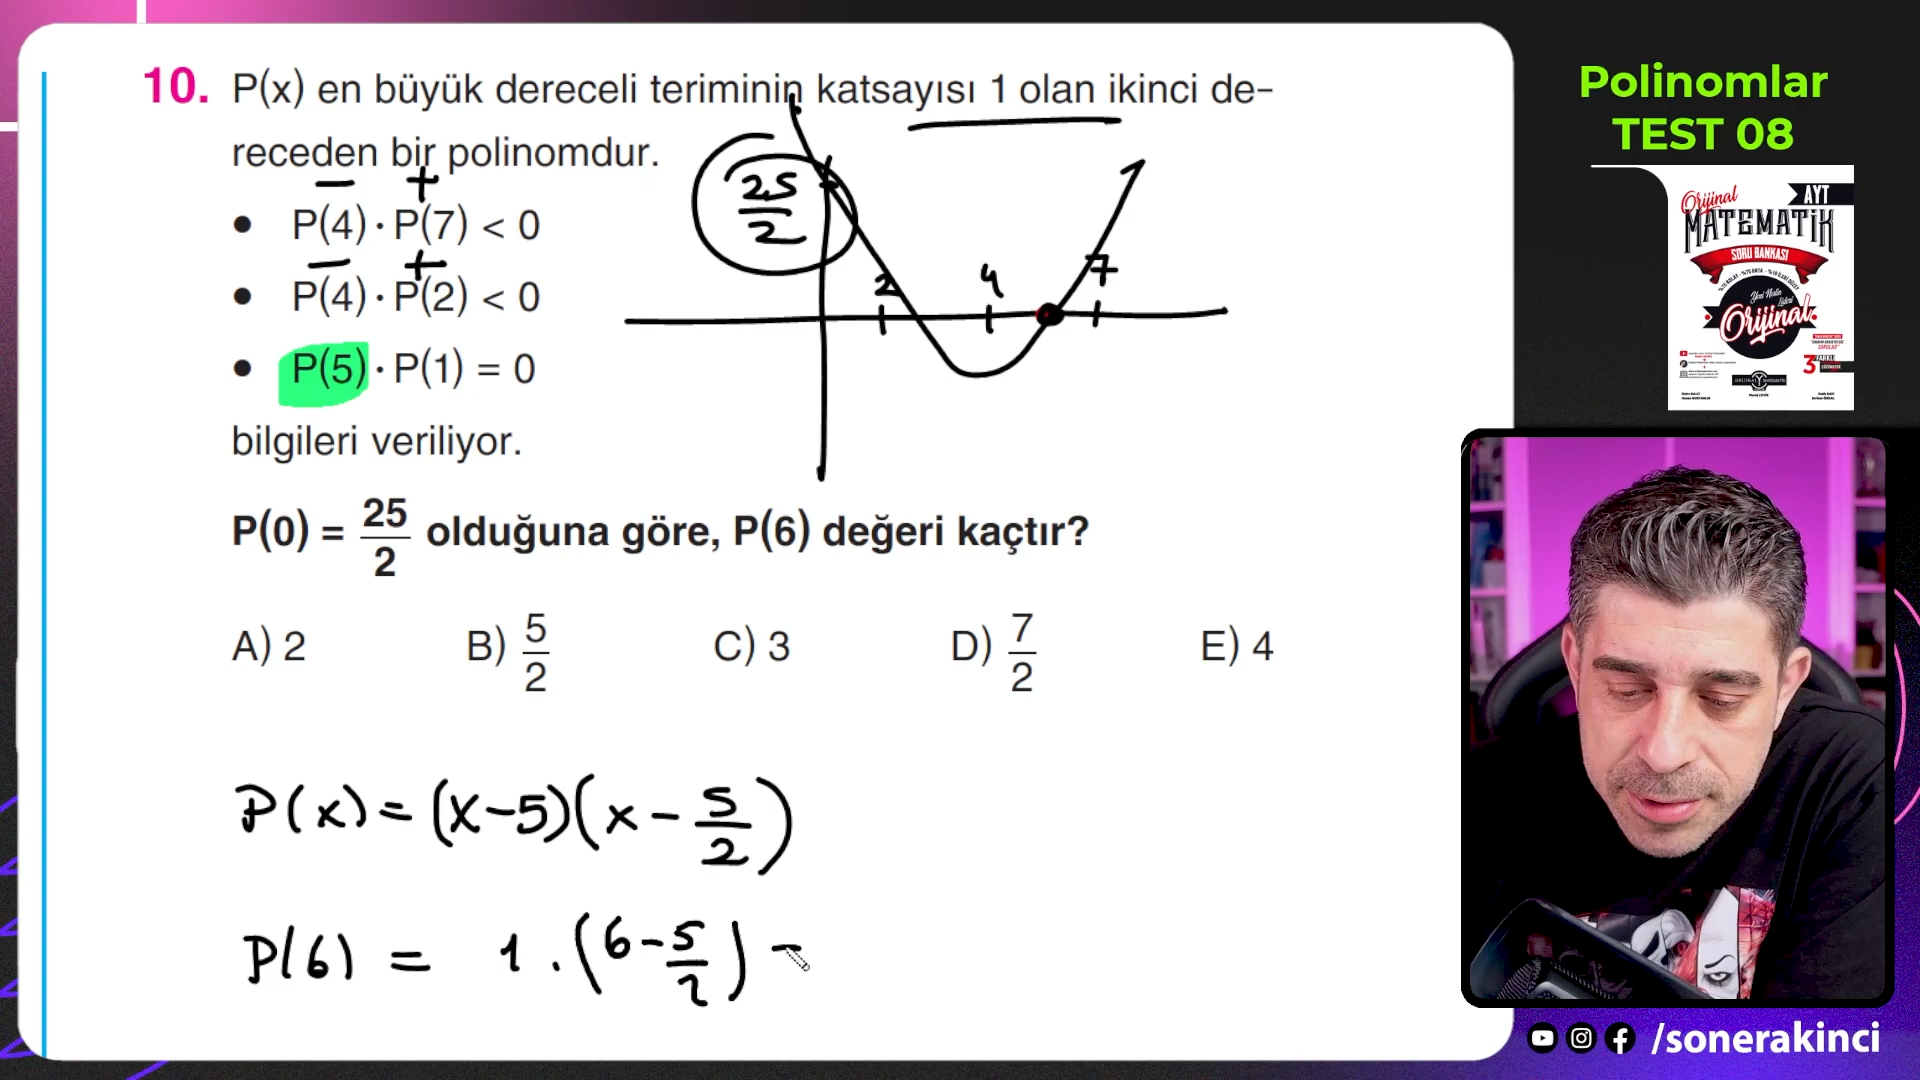 10. P(x) en büyük dereceli teriminin katsayısı 1 olan ikinci de-
receden bir polinomdur.
− +
• P(4) · P(7) < 0
− +
• P(4) · P(2) < 0
• P(5) · P(1) = 0
bilgileri veriliyor.
25/2
2 4 7
P(0) = 25/2 olduğuna göre, P(6) değeri kaçtır?
A) 2 B) 5/2 C) 3 D) 7/2 E) 4
P(x) = (x-5)(x - 5/2)
P(6) = 1 . (6 - 5/2) =
Polinomlar
TEST 08
Orijinal
AYT
MATEMATİK
SORU BANKASI
Yeni Nesil
Orijinal
3
/sonerakinci